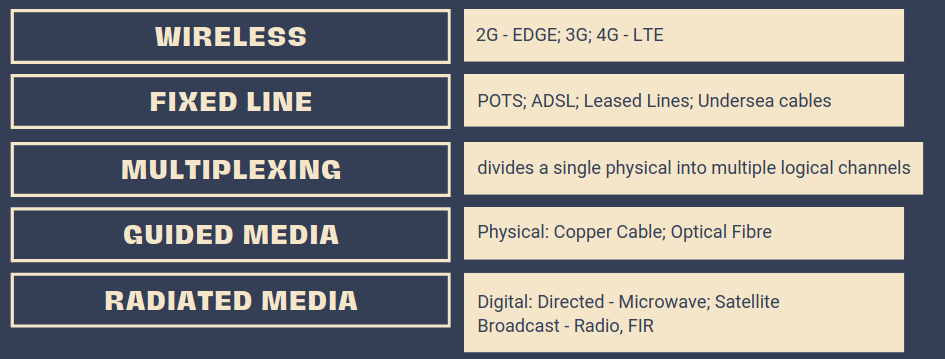 WIRELESS
2G - EDGE; 3G; 4G - LTE
FIXED LINE
POTS; ADSL; Leased Lines; Undersea cables
MULTIPLEXING
divides a single physical into multiple logical channels
GUIDED MEDIA
Physical: Copper Cable; Optical Fibre
RADIATED MEDIA
Digital: Directed - Microwave; Satellite
Broadcast - Radio, FIR